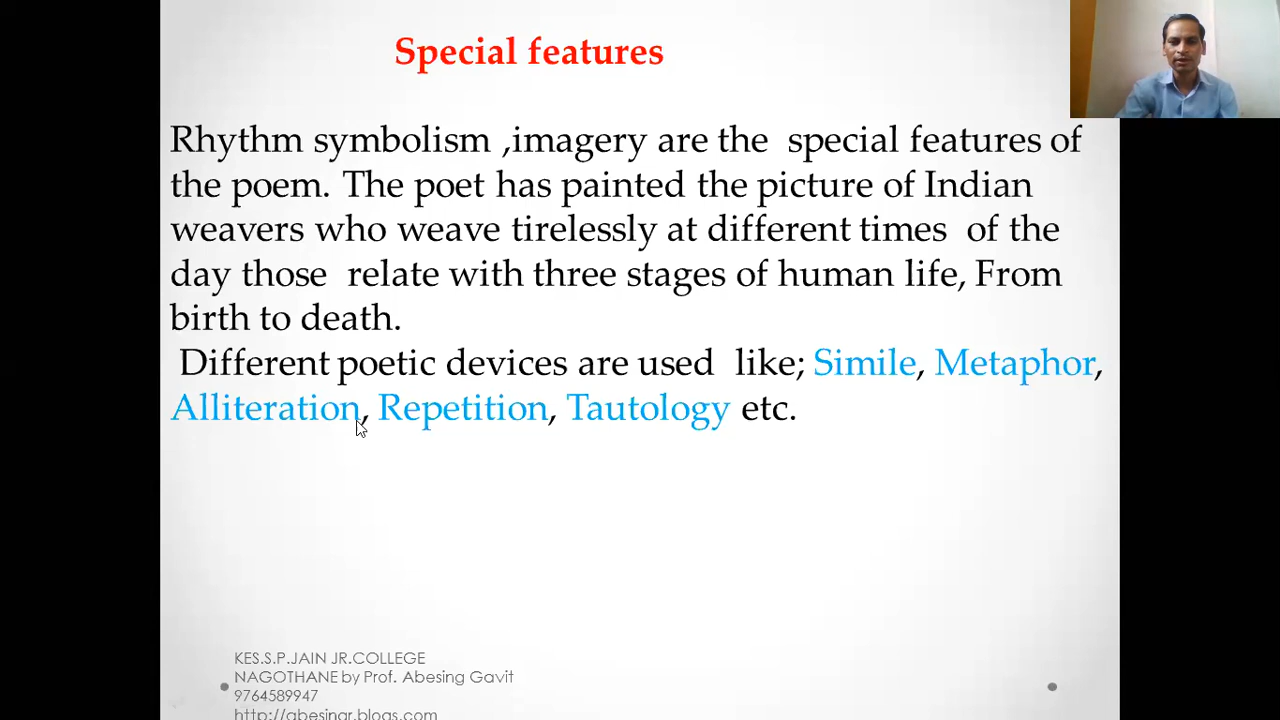 Special features
Rhythm symbolism ,imagery are the special features of
the poem. The poet has painted the picture of Indian
weavers who weave tirelessly at different times of the
day those relate with three stages of human life, From
birth to death.
Different poetic devices are used like; Simile, Metaphor,
Alliteration, Repetition, Tautology etc.
KES.S.P.JAIN JR.COLLEGE
NAGOTHANE by Prof. Abesing Gavit
9764589947
http://abesingr.blogs.com